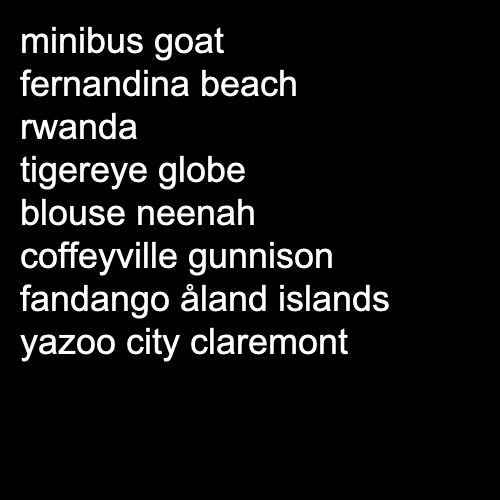 minibus goat
fernandina beach
rwanda
tigereye globe
blouse neenah
coffeyville gunnison
fandango åland islands
yazoo city claremont